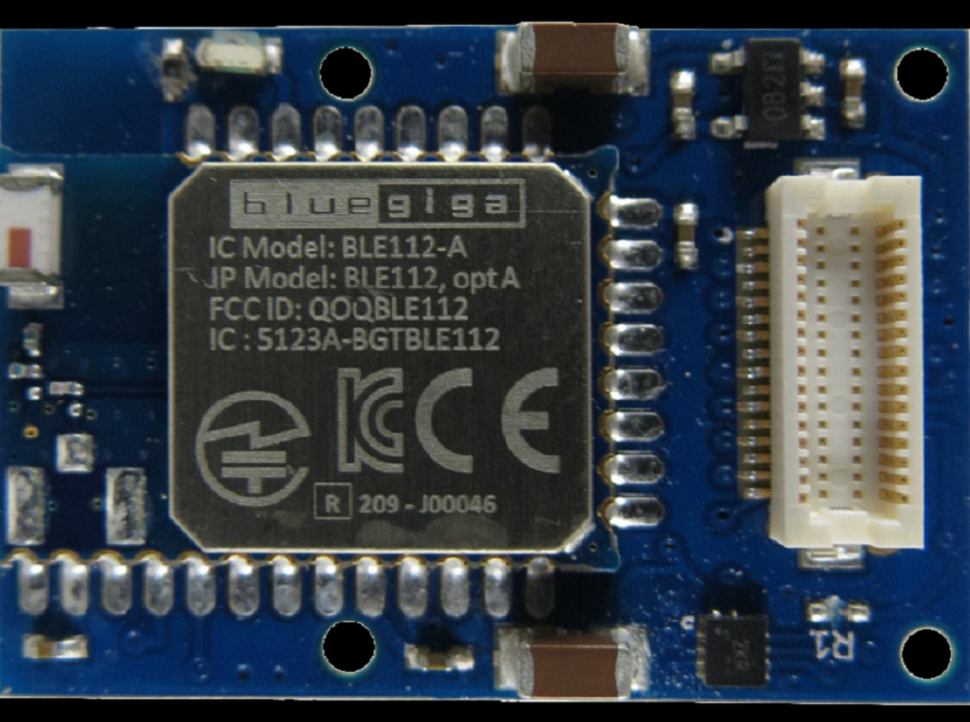 bluegiga
IC Model: BLE112-A
JP Model: BLE112, opt A
FCC ID: QOQBLE112
IC : 5123A-BGTBLE112
R 209 - J00046
R1